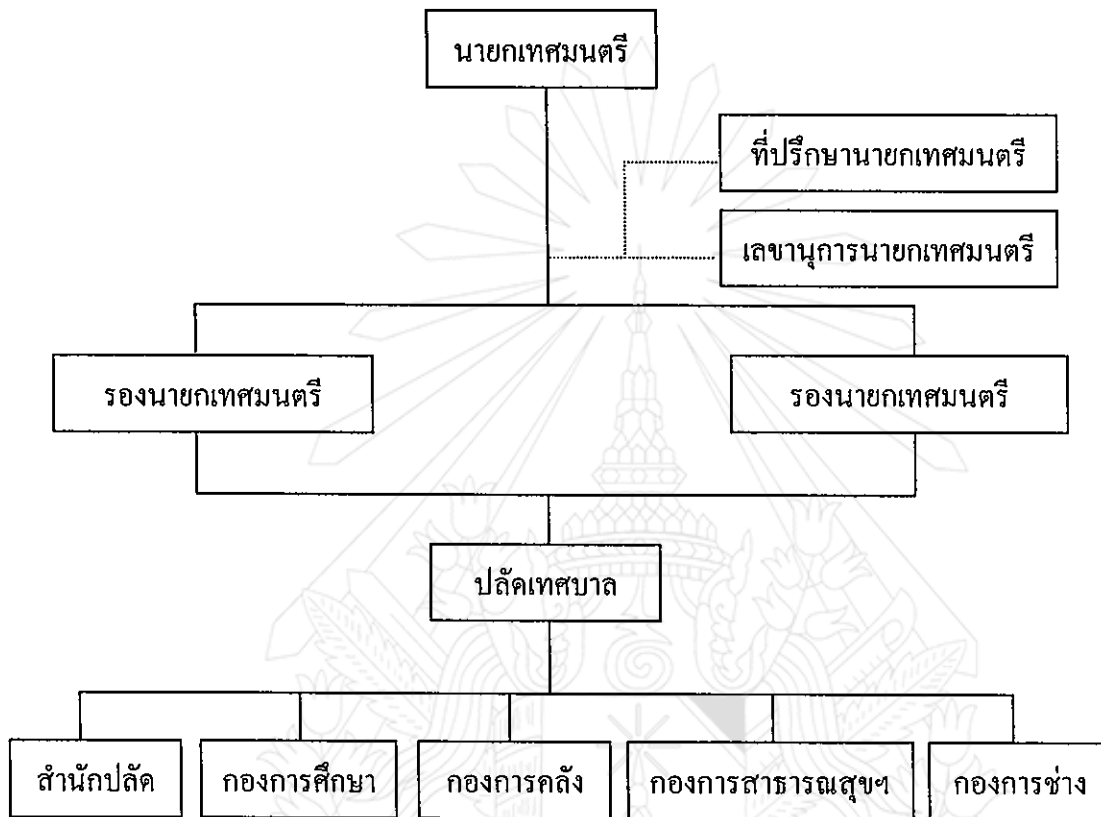 นายกเทศมนตรี
ที่ปรึกษานายกเทศมนตรี
เลขานุการนายกเทศมนตรี
รองนายกเทศมนตรี
รองนายกเทศมนตรี
ปลัดเทศบาล
สำนักปลัด
กองการศึกษา
กองการคลัง
กองการสาธารณสุขฯ
กองการช่าง